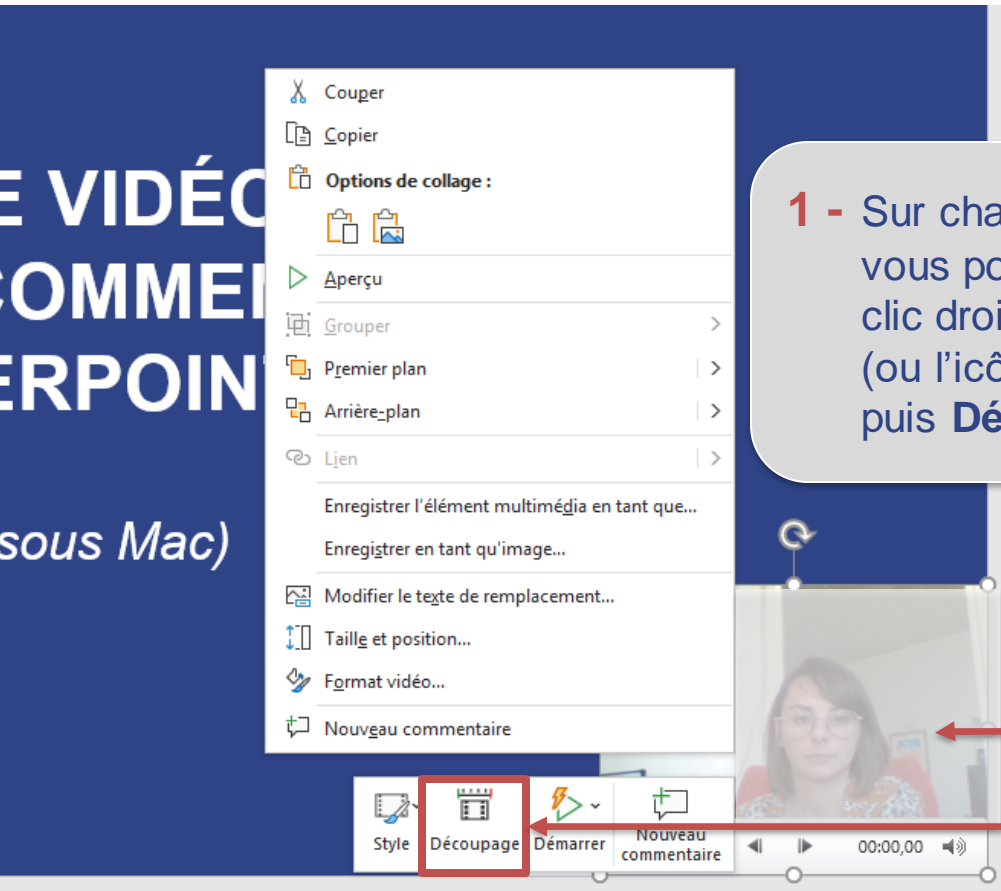 Couper
Copier
Options de collage :
Aperçu
Grouper
Premier plan
Arrière-plan
Lien
Enregistrer l'élément multimédia en tant que...
Enregistrer en tant qu'image...
Modifier le texte de remplacement...
Taille et position...
Format vidéo...
Nouveau commentaire
E VIDÉO
COMMEN
ERPOIN
sous Mac)
1 - Sur cha
vous po
clic droi
(ou l'icô
puis Dé
Style
Découpage
Démarrer
Nouveau
commentaire
00:00,00